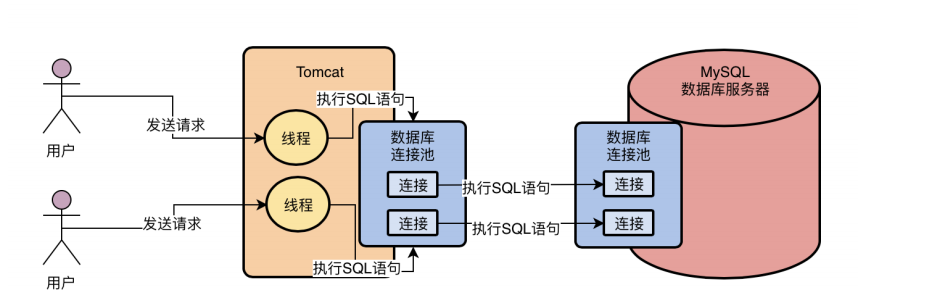 Tomcat
MySQL
数据库服务器
执行SQL语句
发送请求
线程
数据库
连接池
数据库
连接池
用户
连接
执行SQL语句
连接
线程
发送请求
连接
执行SQL语句
连接
执行SQL语句
用户